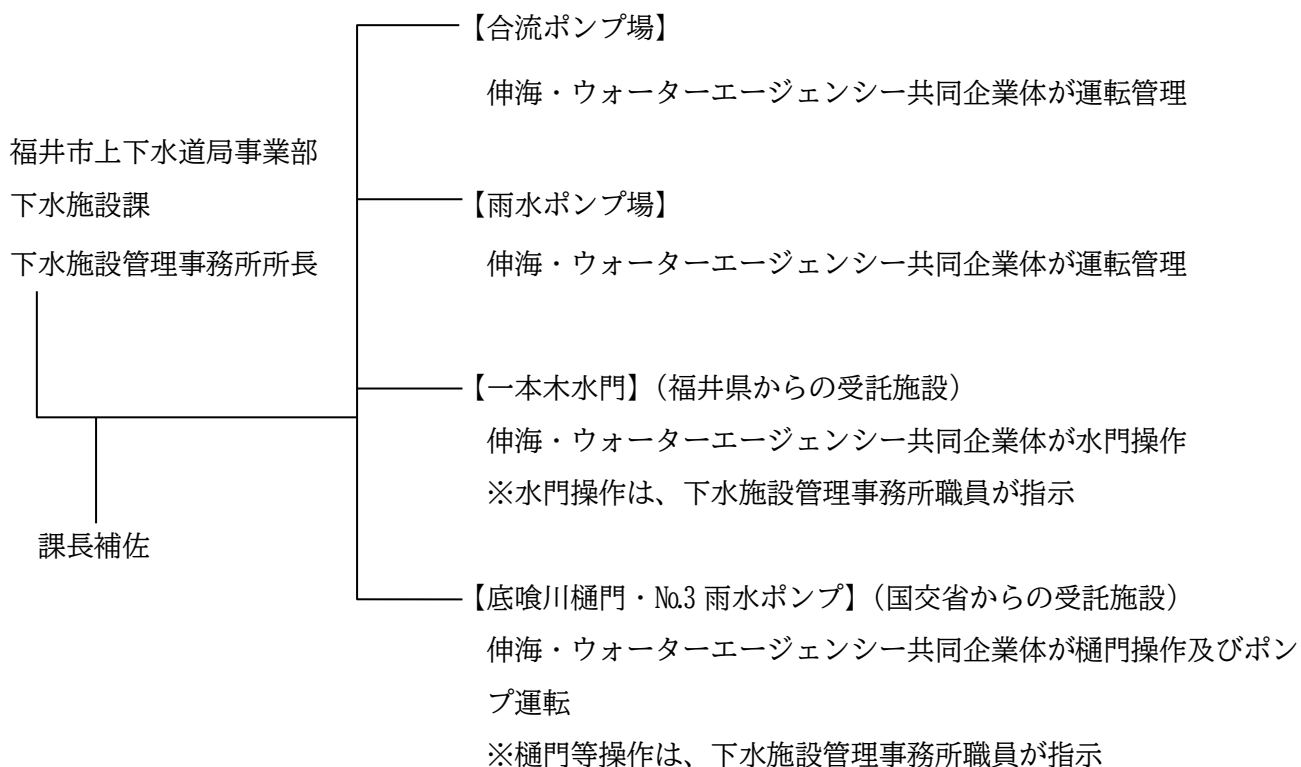 福井市上下水道局事業部
下水施設課
下水施設管理事務所所長
課長補佐
【合流ポンプ場】
伸海・ウォーターエージェンシー共同企業体が運転管理
【雨水ポンプ場】
伸海・ウォーターエージェンシー共同企業体が運転管理
【一本木水門】（福井県からの受託施設）
伸海・ウォーターエージェンシー共同企業体が水門操作
※水門操作は、下水施設管理事務所職員が指示
【底喰川樋門・№3 雨水ポンプ】（国交省からの受託施設）
伸海・ウォーターエージェンシー共同企業体が樋門操作及びポン
プ運転
※樋門等操作は、下水施設管理事務所職員が指示